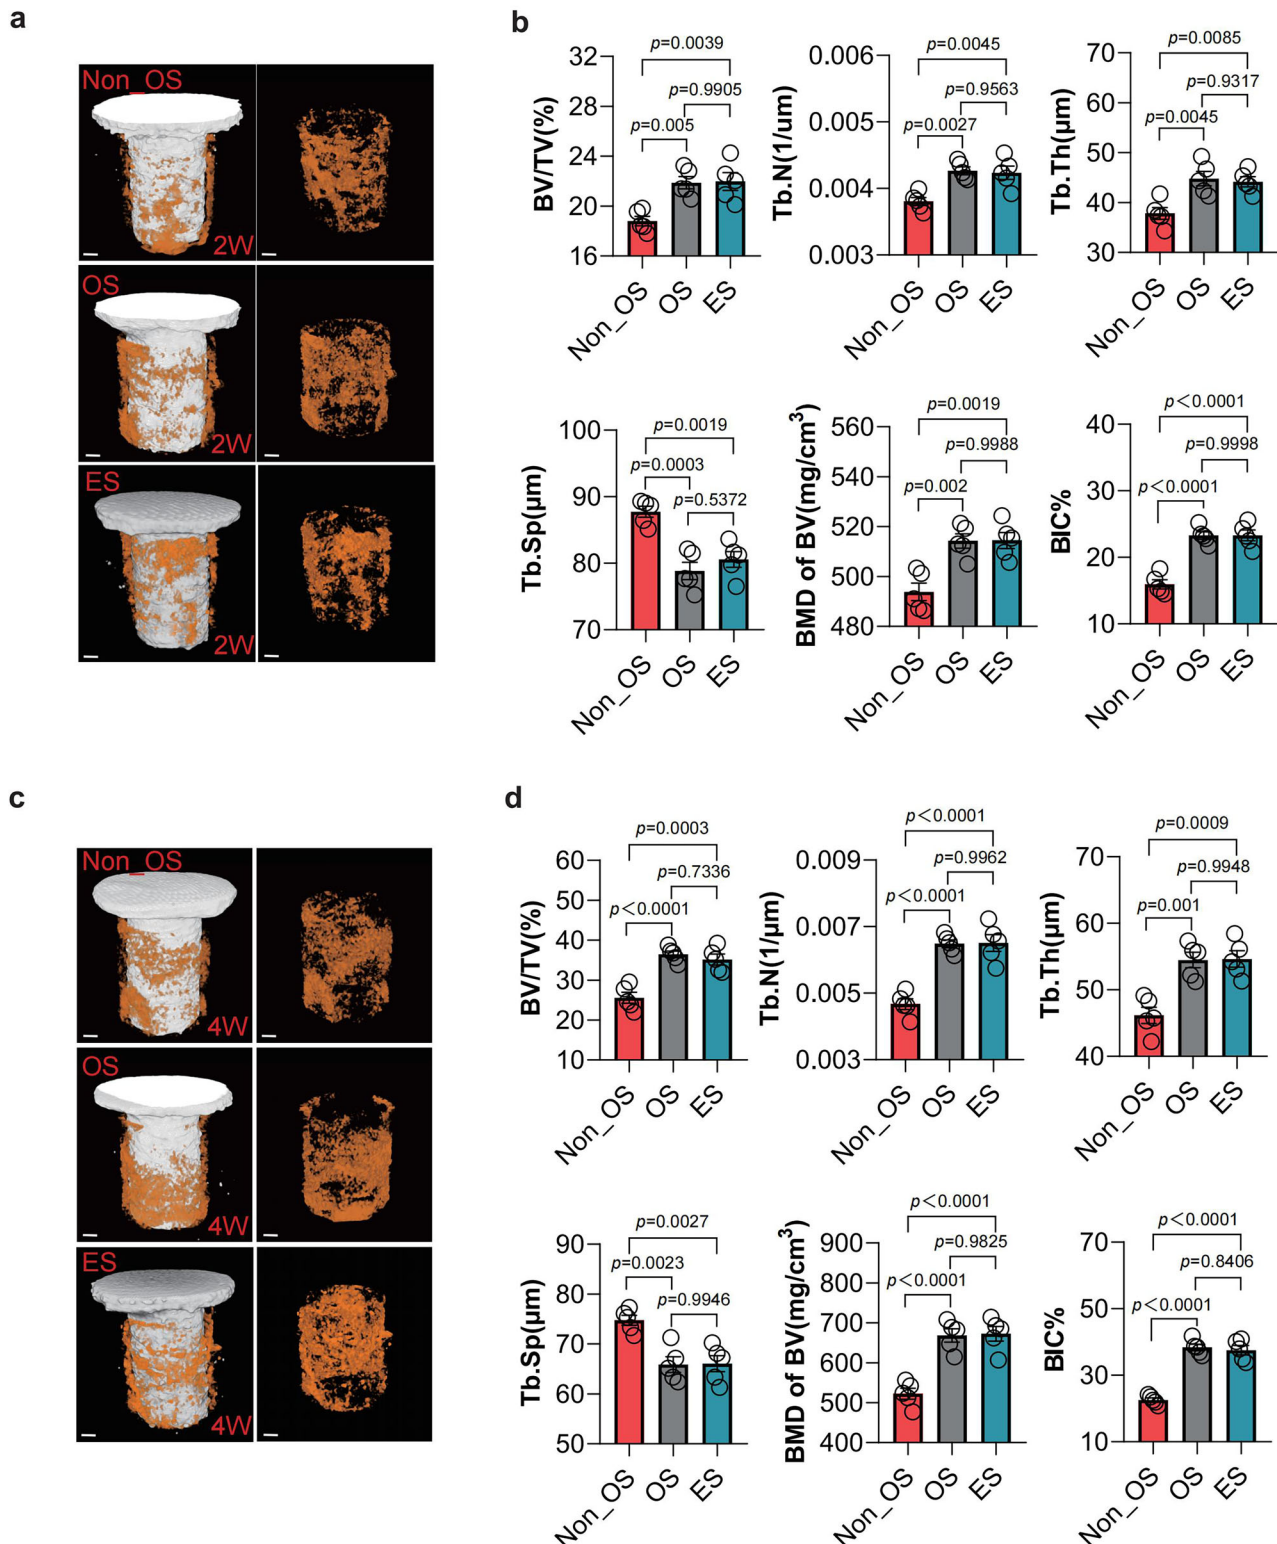 a
Non_OS
2W
OS
2W
ES
2W
b
p=0.0039
p=0.9905
p=0.005
BV/TV(%)
32
28
24
20
16
Non_OS
OS
ES
p=0.0045
p=0.9563
p=0.0027
Tb.N(1/um)
0.006
0.005
0.004
0.003
Non_OS
OS
ES
p=0.0085
p=0.9317
p=0.0045
Tb.Th(μm)
70
60
50
40
30
Non_OS
OS
ES
p=0.0019
p=0.0003
p=0.5372
Tb.Sp(μm)
100
90
80
70
Non_OS
OS
ES
p=0.0019
p=0.9988
p=0.002
BMD of BV(mg/cm³)
560
540
520
500
480
Non_OS
OS
ES
p<0.0001
p=0.9998
p<0.0001
BIC%
40
30
20
10
Non_OS
OS
ES
c
Non_OS
4W
OS
4W
ES
4W
d
p=0.0003
p=0.7336
p<0.0001
BV/TV(%)
60
50
40
30
20
10
Non_OS
OS
ES
p<0.0001
p=0.9962
p<0.0001
Tb.N(1/μm)
0.009
0.007
0.005
0.003
Non_OS
OS
ES
p=0.0009
p=0.9948
p=0.001
Tb.Th(μm)
70
60
50
40
Non_OS
OS
ES
p=0.0027
p=0.0023
p=0.9946
Tb.Sp(μm)
90
80
70
60
50
Non_OS
OS
ES
p<0.0001
p=0.9825
p<0.0001
BMD of BV(mg/cm³)
900
800
700
600
500
400
Non_OS
OS
ES
p<0.0001
p=0.8406
p<0.0001
BIC%
70
50
30
10
Non_OS
OS
ES